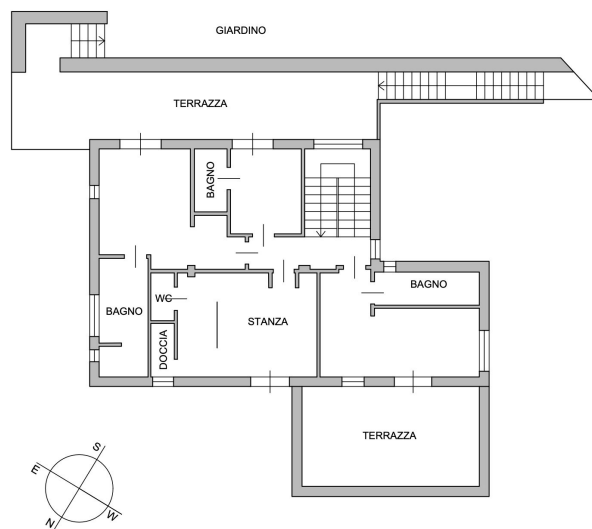 GIARDINO
TERRAZZA
BAGNO
BAGNO
WC
BAGNO
STANZA
DOCCIA
TERRAZZA
S
E
W
N